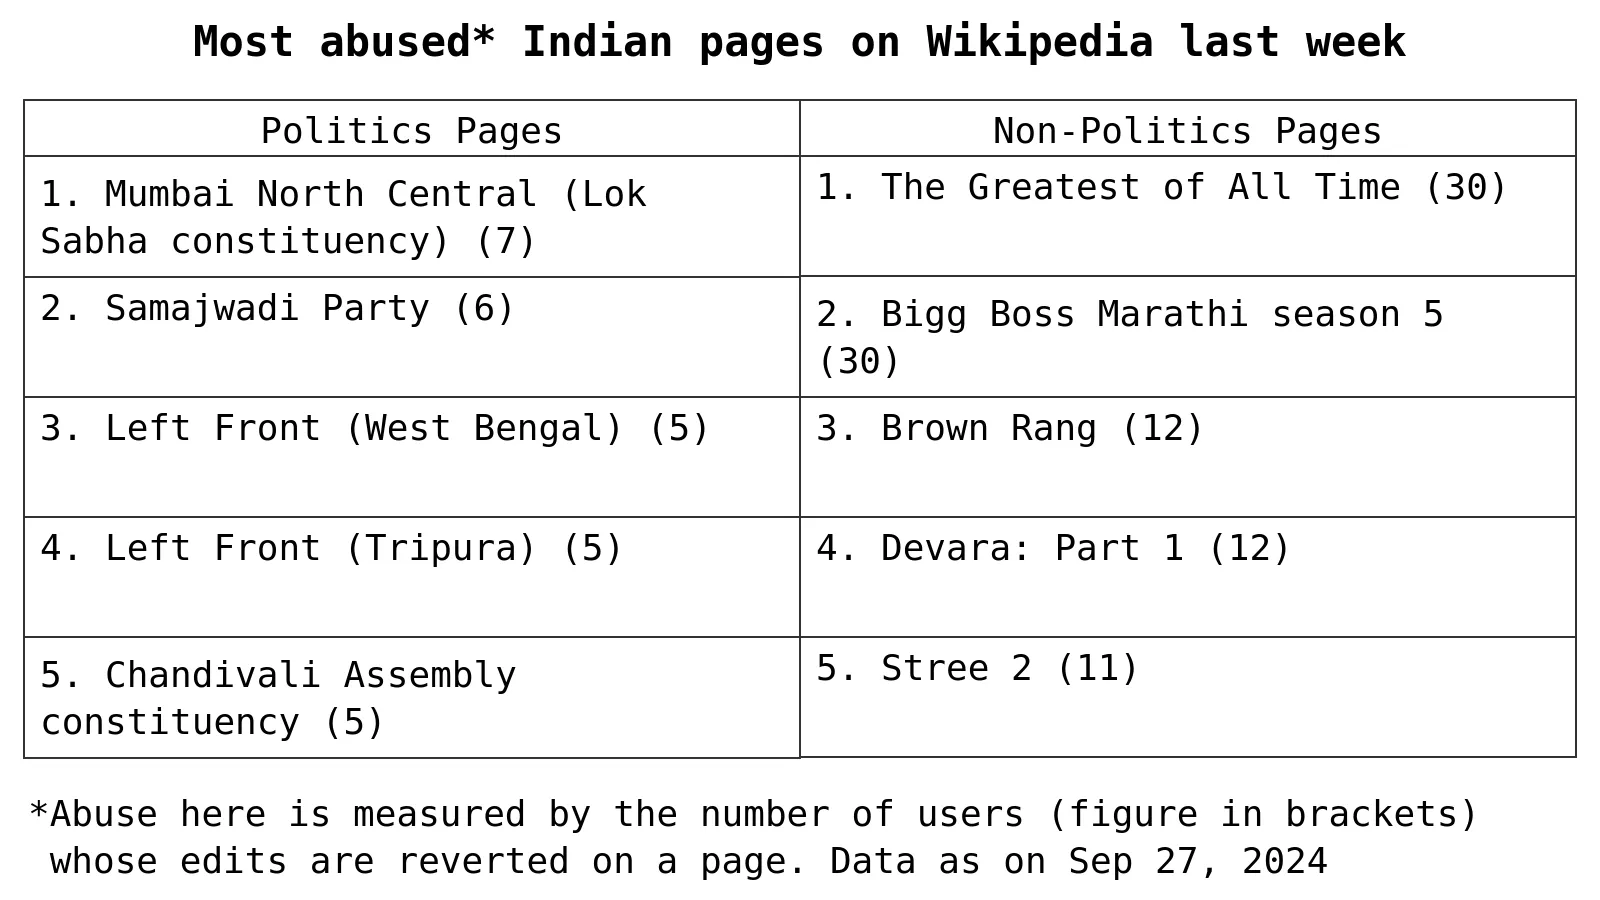 Most abused* Indian pages on Wikipedia last week
Politics Pages
Non-Politics Pages
1. Mumbai North Central (Lok
Sabha constituency) (7)
1. The Greatest of All Time (30)
2. Samajwadi Party (6)
2. Bigg Boss Marathi season 5
(30)
3. Left Front (West Bengal) (5)
3. Brown Rang (12)
4. Left Front (Tripura) (5)
4. Devara: Part 1 (12)
5. Chandivali Assembly
constituency (5)
5. Stree 2 (11)
*Abuse here is measured by the number of users (figure in brackets)
whose edits are reverted on a page. Data as on Sep 27, 2024